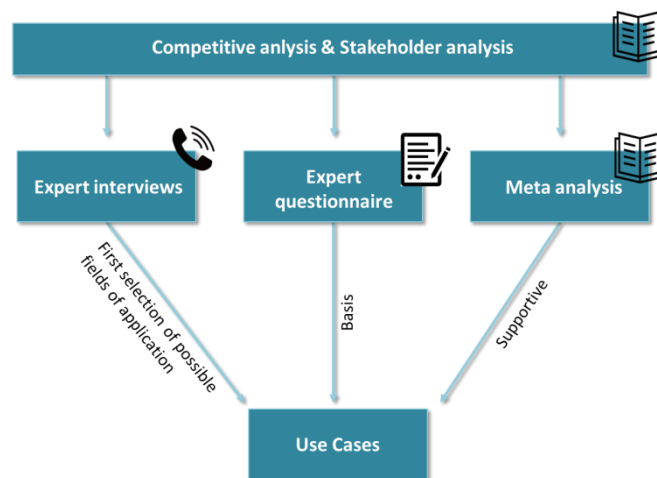 Competitive anlysis & Stakeholder analysis
Expert interviews
Expert
questionnaire
Meta analysis
First selection of possible
fields of application
Basis
Supportive
Use Cases